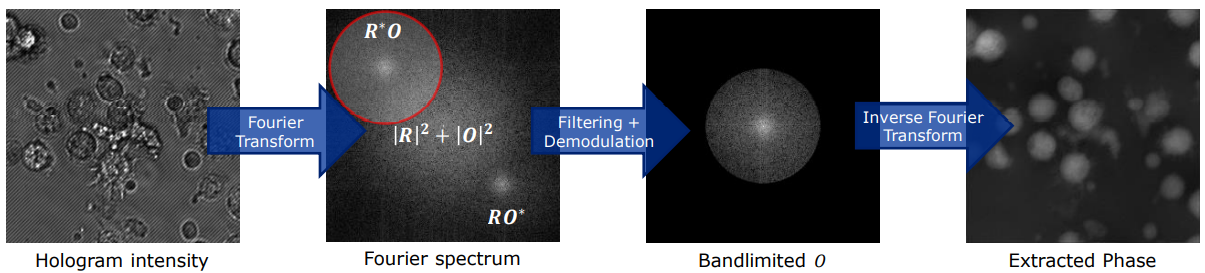 R*O
|R|² + |O|²
RO*
Fourier
Transform
Filtering +
Demodulation
Inverse Fourier
Transform
Hologram intensity
Fourier spectrum
Bandlimited O
Extracted Phase